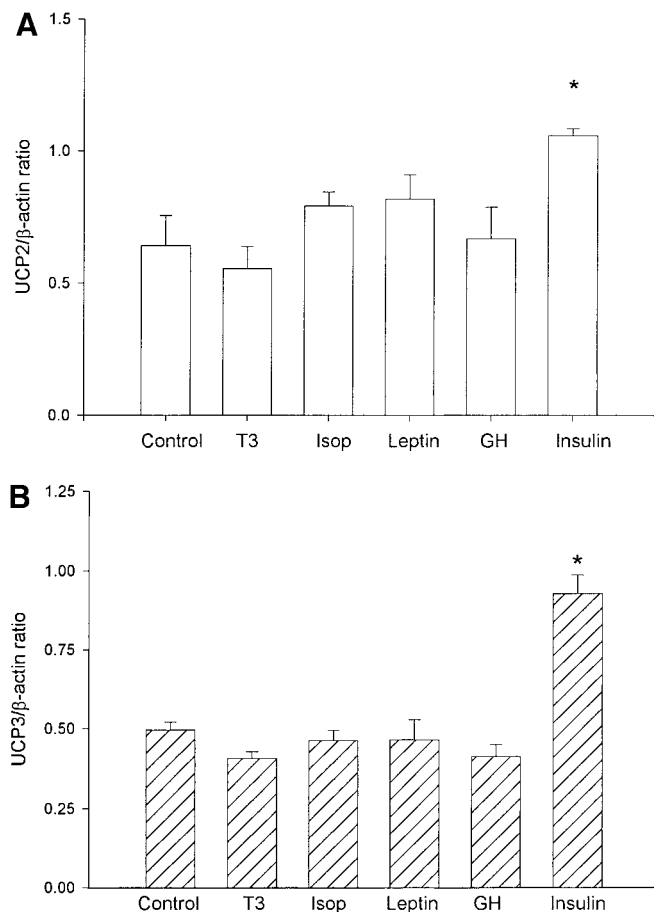 A
1.5
1.0
0.5
0.0
UCP2/β-actin ratio
*
Control T3 Isop Leptin GH Insulin
B
1.25
1.00
0.75
0.50
0.25
0.00
UCP3/β-actin ratio
*
Control T3 Isop Leptin GH Insulin